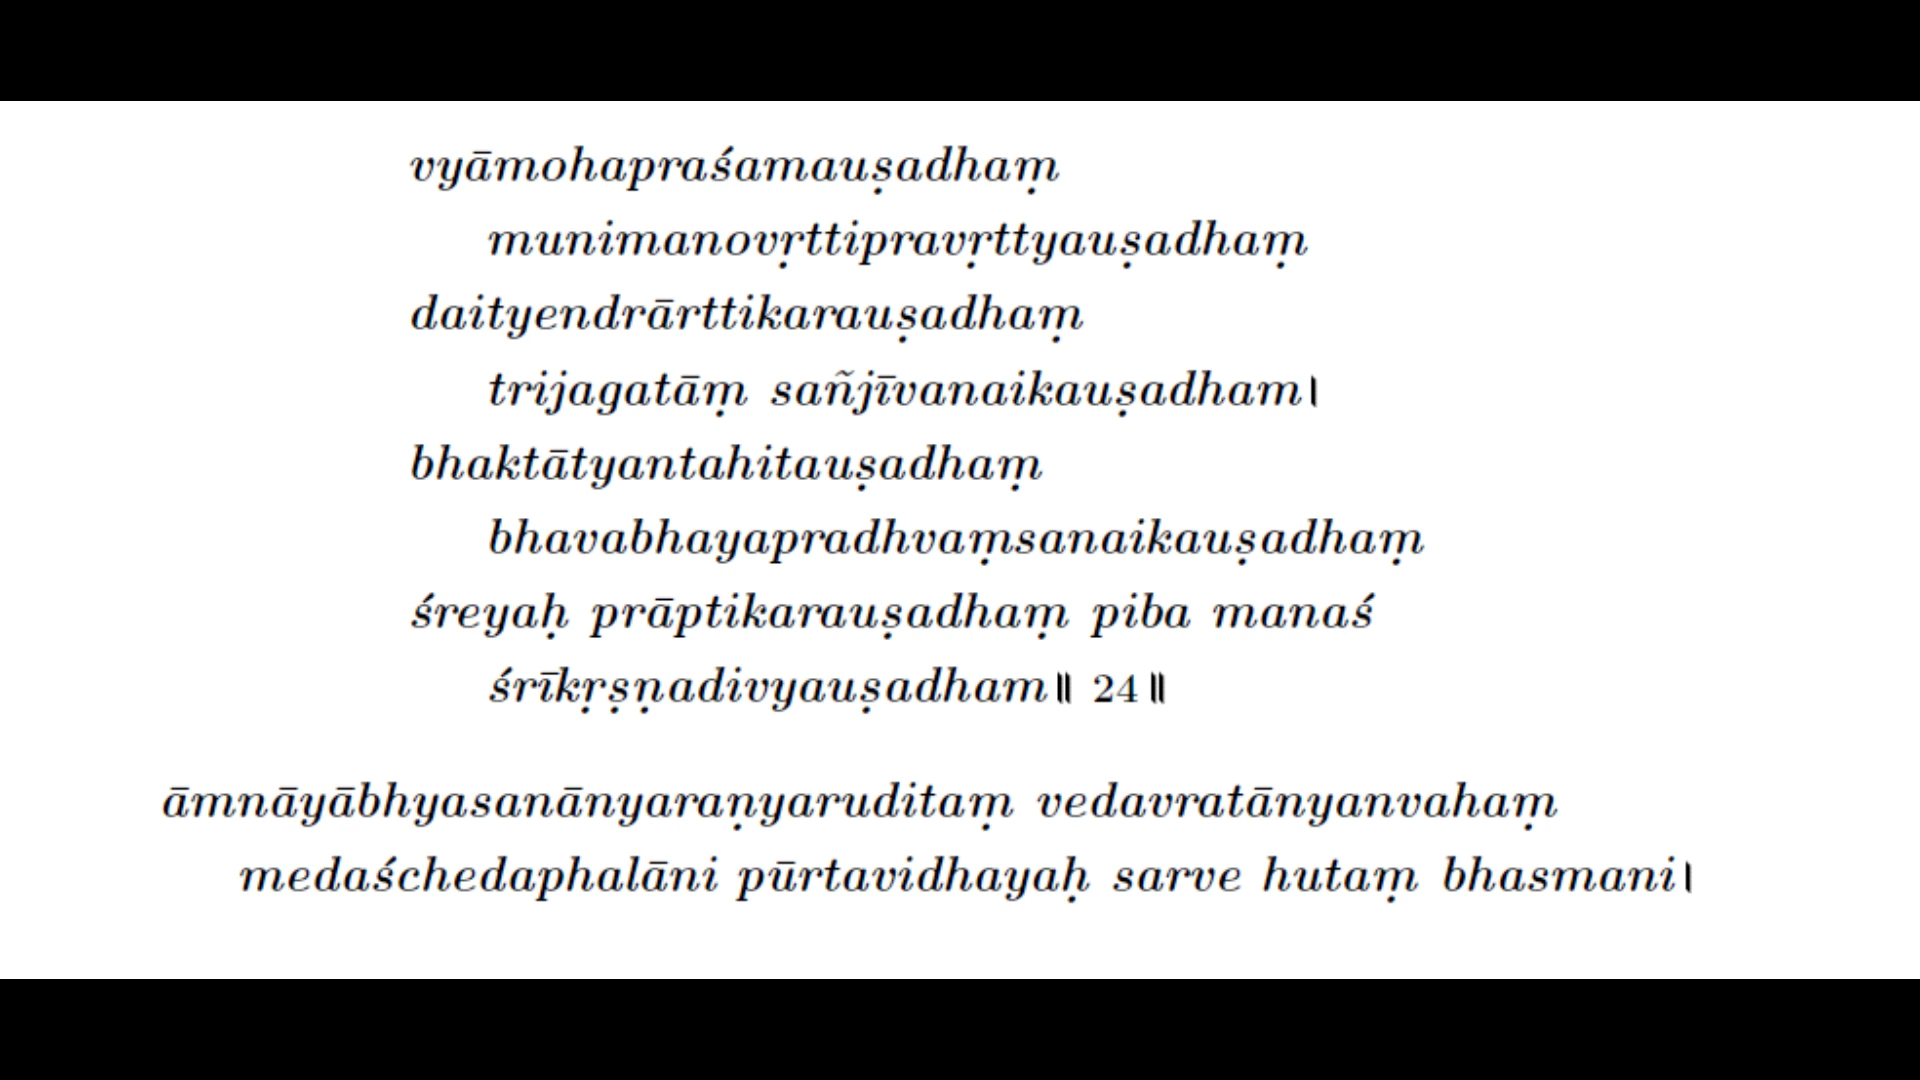 vyāmohapraśamauṣadhaṃ
munimanovṛttipravṛttyauṣadhaṃ
daityendrārttikarauṣadhaṃ
trijagatāṃ sañjīvanaikauṣadham।
bhaktātyantahitauṣadhaṃ
bhavabhayapradhvaṃsanaikauṣadhaṃ
śreyaḥ prāptikarauṣadhaṃ piba manaś
śrīkṛṣṇadivyauṣadham॥ 24॥
āmnāyābhyasanānyaraṇyaruditaṃ vedavratānyanvahaṃ
medaśchedaphalāni pūrtavidhayaḥ sarve hutaṃ bhasmani।